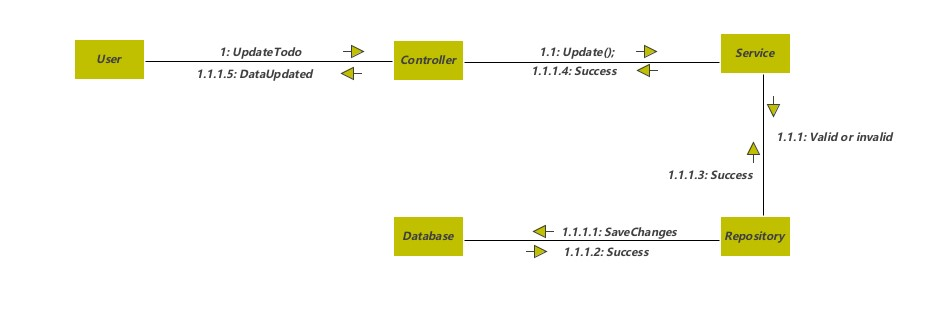 User
1: UpdateTodo
1.1.1.5: DataUpdated
Controller
1.1: Update();
1.1.1.4: Success
Service
1.1.1: Valid or invalid
1.1.1.3: Success
Database
1.1.1.1: SaveChanges
1.1.1.2: Success
Repository